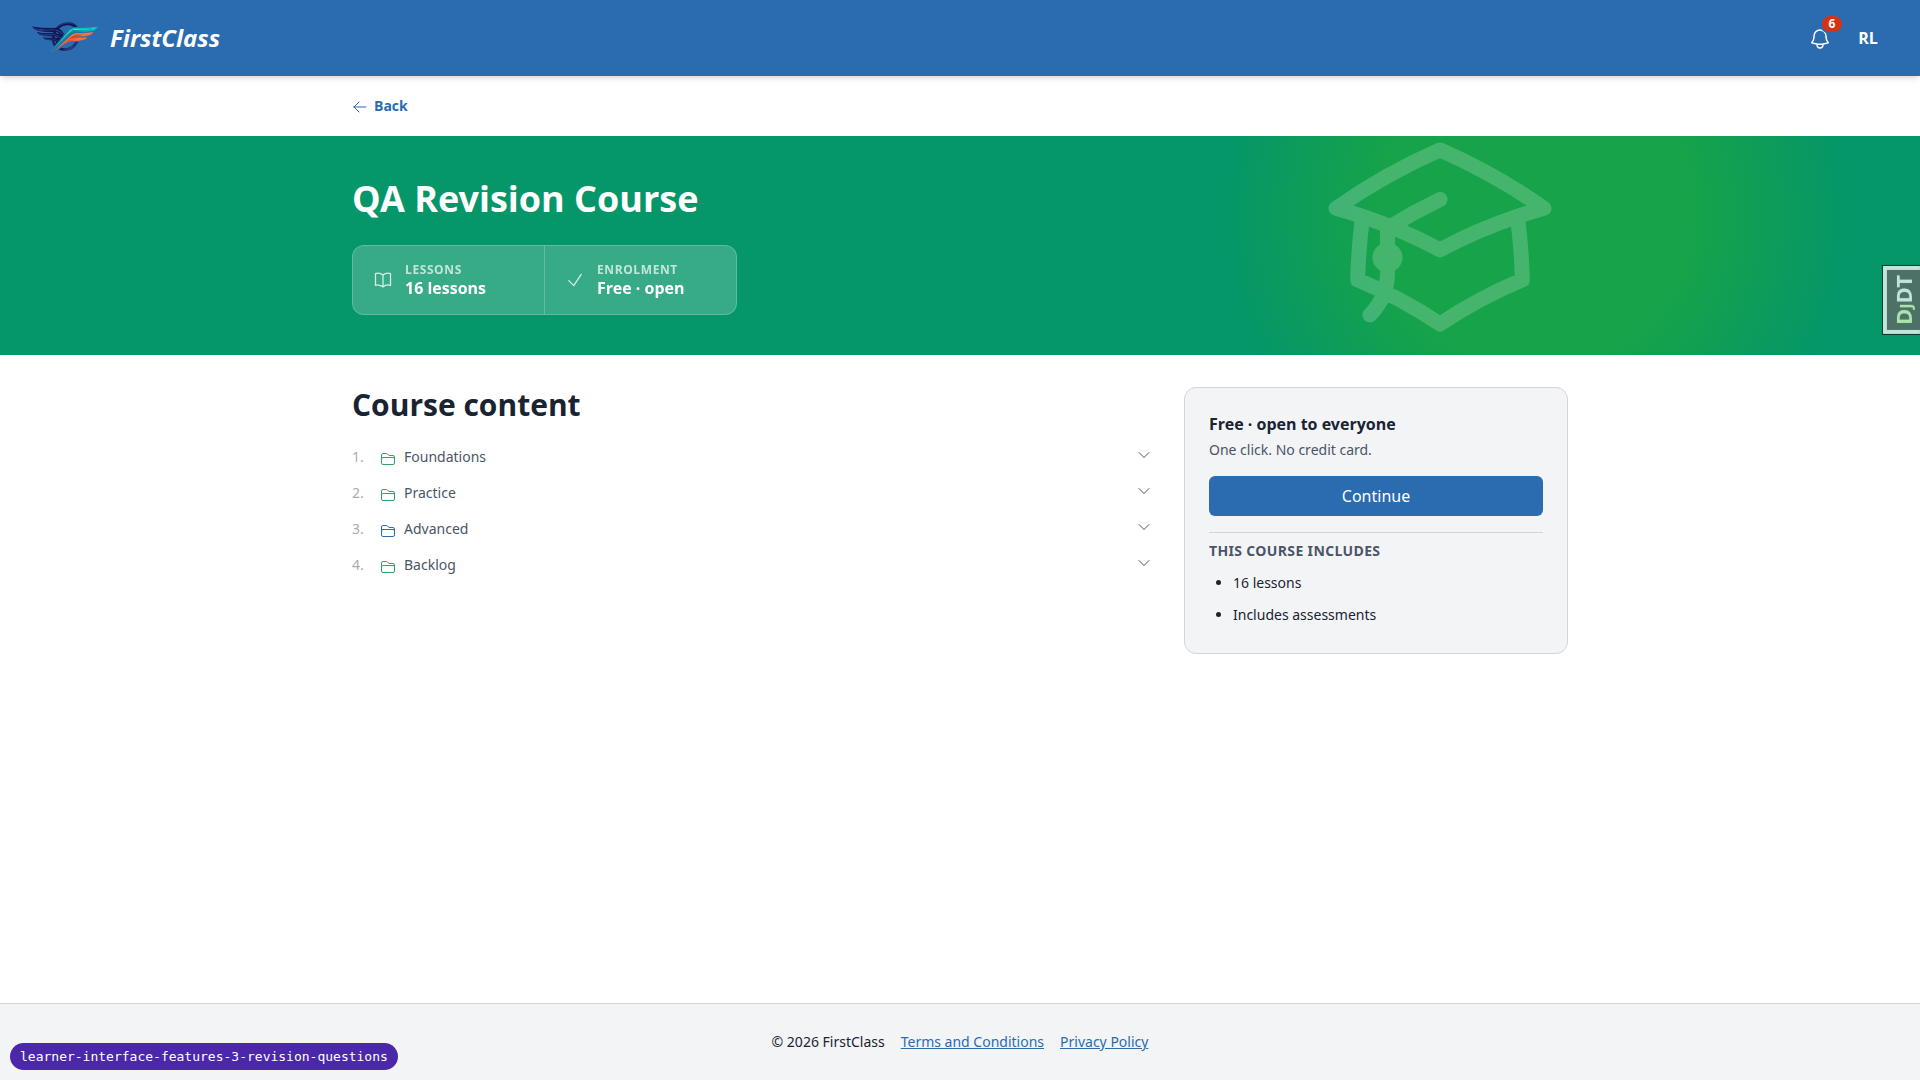 FirstClass
6
RL
Back
QA Revision Course
LESSONS
16 lessons
ENROLMENT
Free · open
DJDT
Course content
1. Foundations
2. Practice
3. Advanced
4. Backlog
Free · open to everyone
One click. No credit card.
Continue
THIS COURSE INCLUDES
16 lessons
Includes assessments
© 2026 FirstClass Terms and Conditions Privacy Policy
learner-interface-features-3-revision-questions